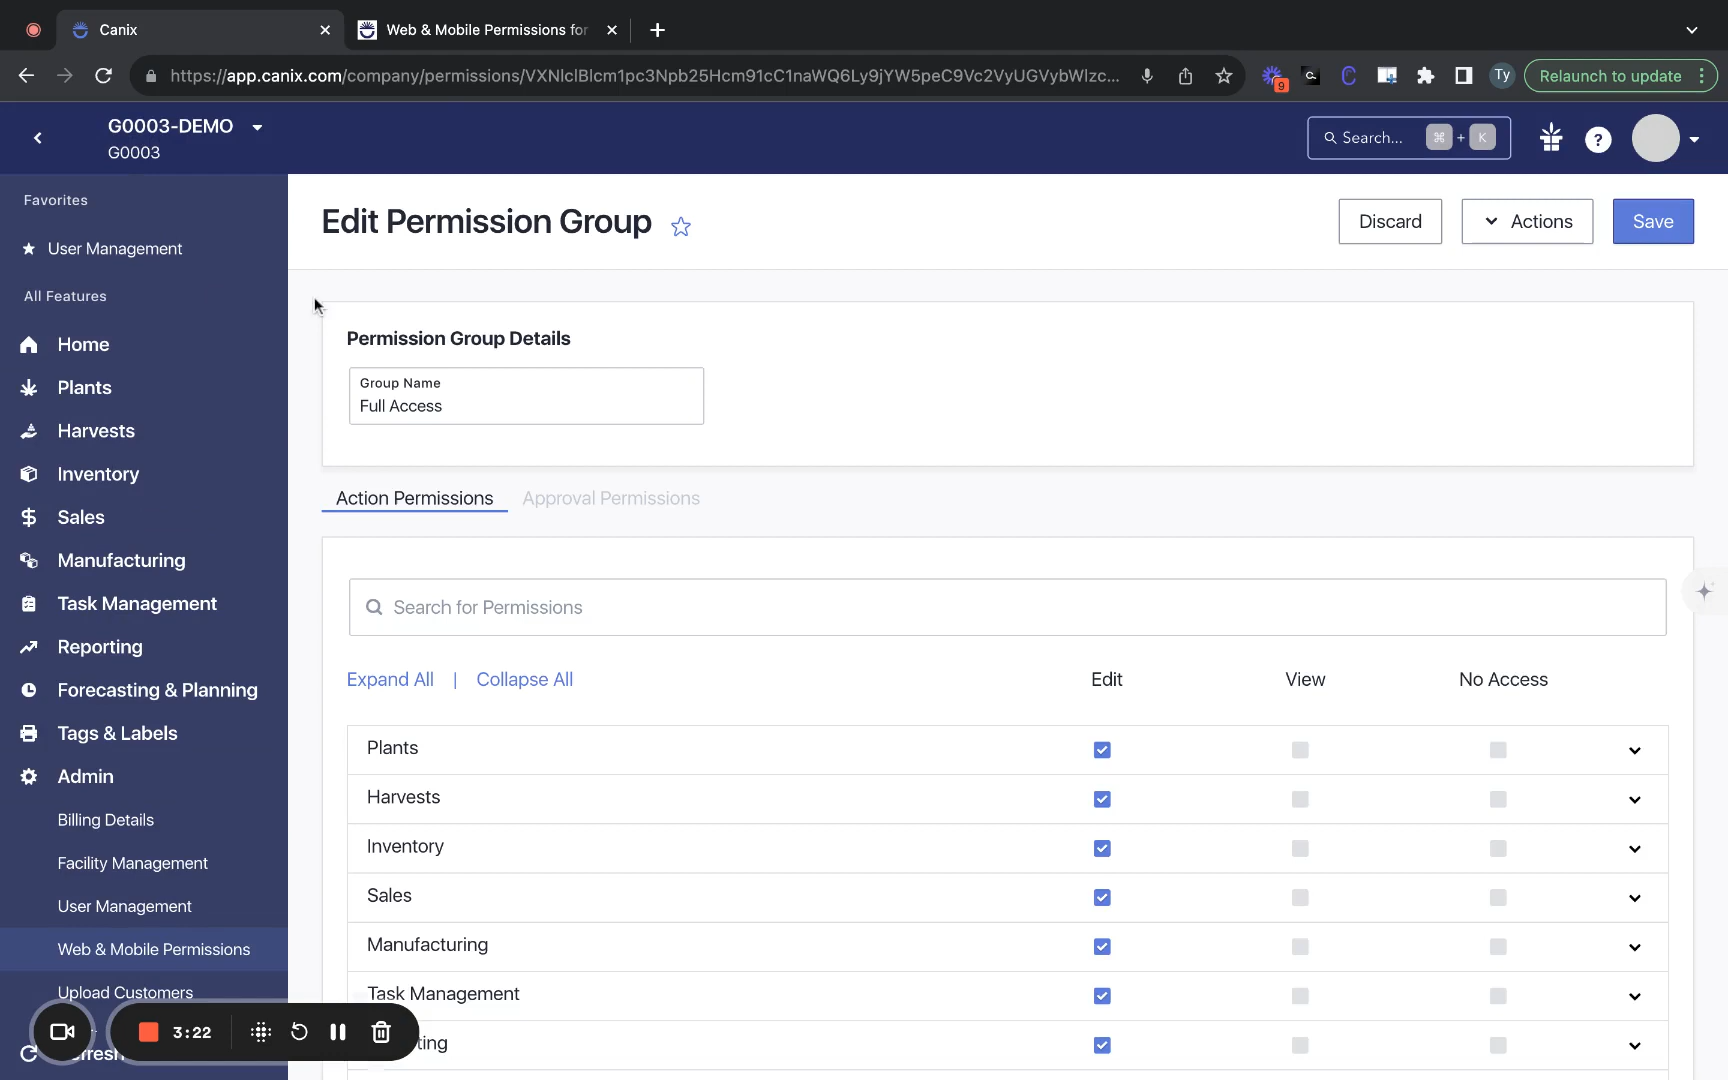 Canix
Web & Mobile Permissions for
https://app.canix.com/company/permissions/VXNlclBlcm1pc3Npb25Hcm91cC1naWQ6Ly9jYW5peC9Vc2VyUGVybWlzc...
9
Ty
Relaunch to update
G0003-DEMO
G0003
Search... ⌘ + K
?
Favorites
User Management
All Features
Home
Plants
Harvests
Inventory
Sales
Manufacturing
Task Management
Reporting
Forecasting & Planning
Tags & Labels
Admin
Billing Details
Facility Management
User Management
Web & Mobile Permissions
Upload Customers
3:22
Edit Permission Group
Discard
Actions
Save
Permission Group Details
Group Name
Full Access
Action Permissions
Approval Permissions
Search for Permissions
Expand All | Collapse All
Edit
View
No Access
Plants
Harvests
Inventory
Sales
Manufacturing
Task Management
ting